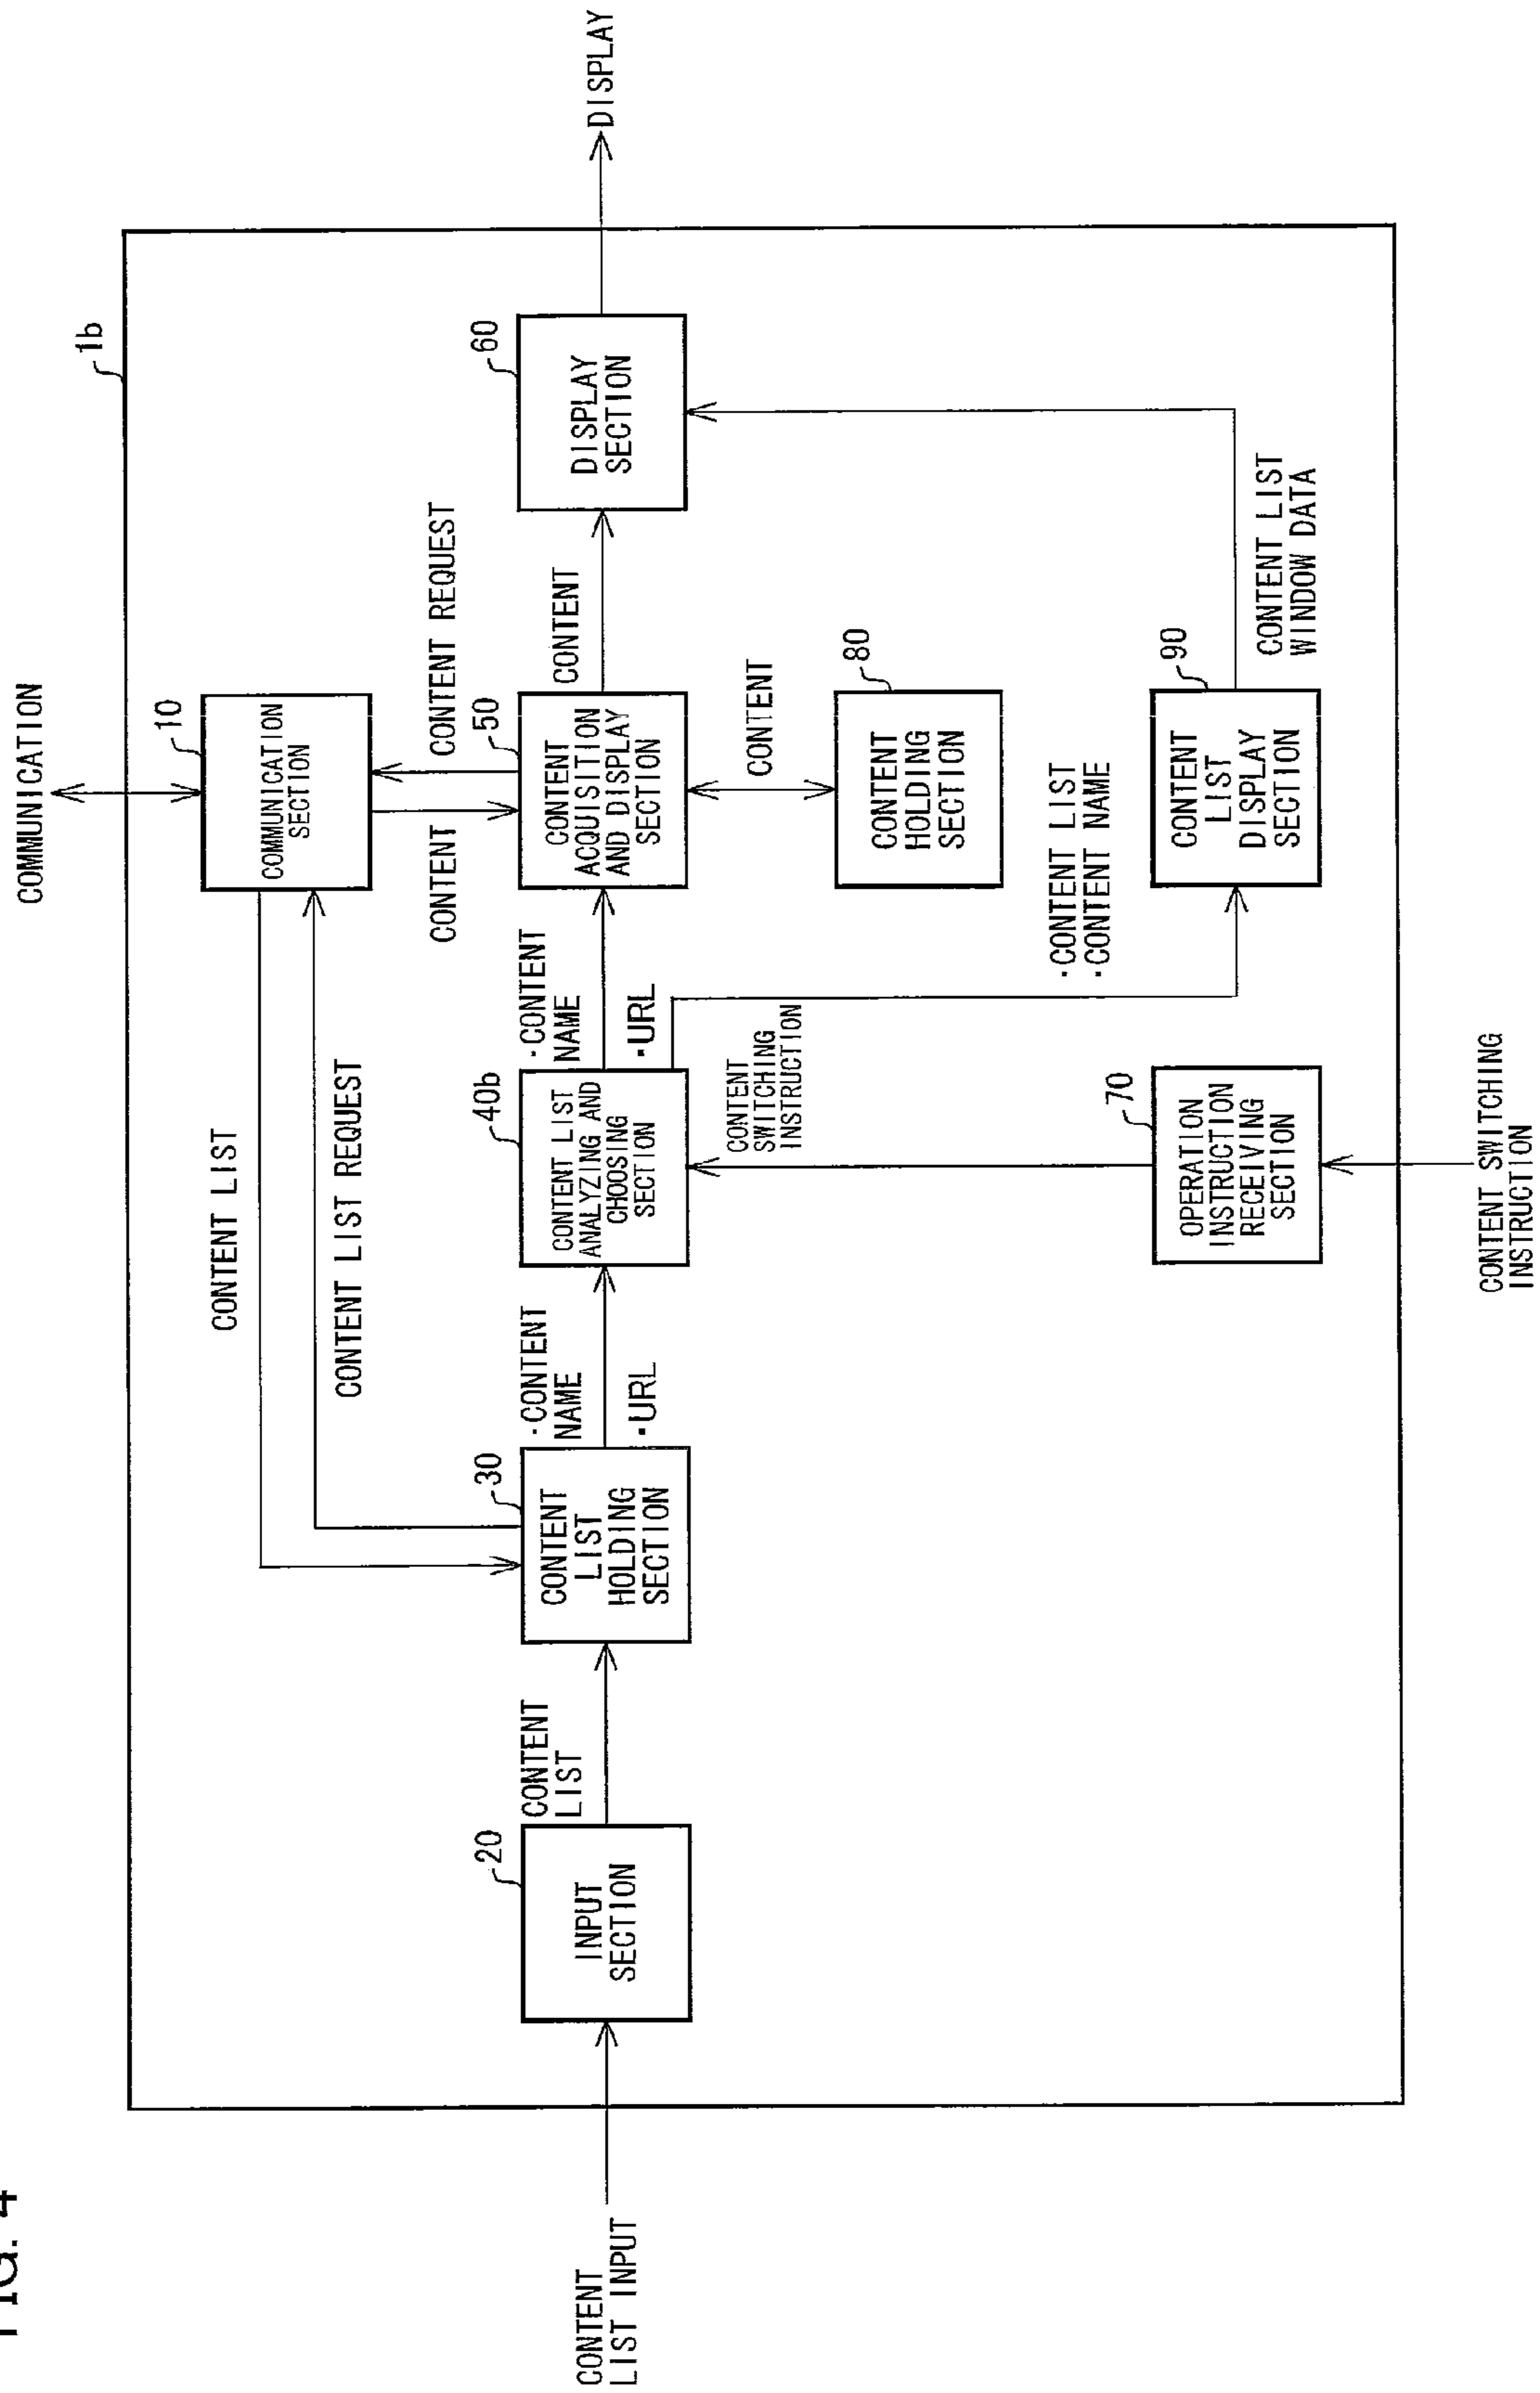 FIG. 4
COMMUNICATION
1b
10
COMMUNICATION
SECTION
CONTENT LIST
CONTENT LIST REQUEST
CONTENT
CONTENT REQUEST
CONTENT
LIST INPUT
20
INPUT
SECTION
CONTENT
LIST
30
CONTENT
LIST
HOLDING
SECTION
·CONTENT
NAME
·URL
40b
CONTENT LIST
ANALYZING AND
CHOOSING
SECTION
·CONTENT
NAME
·URL
50
CONTENT
ACQUISITION
AND DISPLAY
SECTION
CONTENT
60
DISPLAY
SECTION
DISPLAY
CONTENT
80
CONTENT
HOLDING
SECTION
CONTENT
SWITCHING
INSTRUCTION
·CONTENT LIST
·CONTENT NAME
70
OPERATION
INSTRUCTION
RECEIVING
SECTION
90
CONTENT
LIST
DISPLAY
SECTION
CONTENT LIST
WINDOW DATA
CONTENT SWITCHING
INSTRUCTION